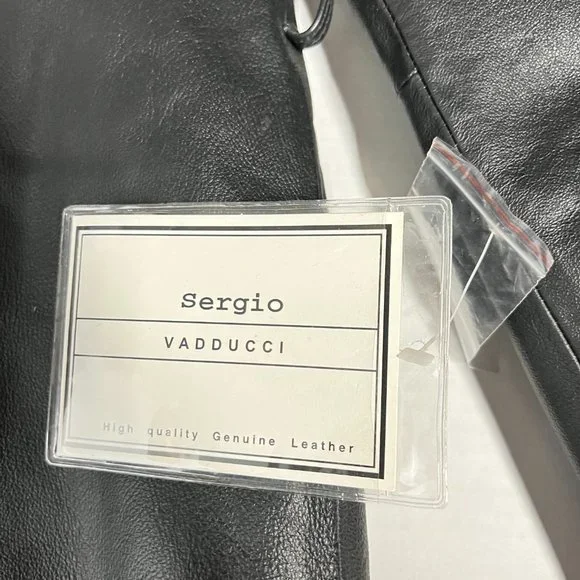 Sergio
VADDUCCI
High quality Genuine Leather